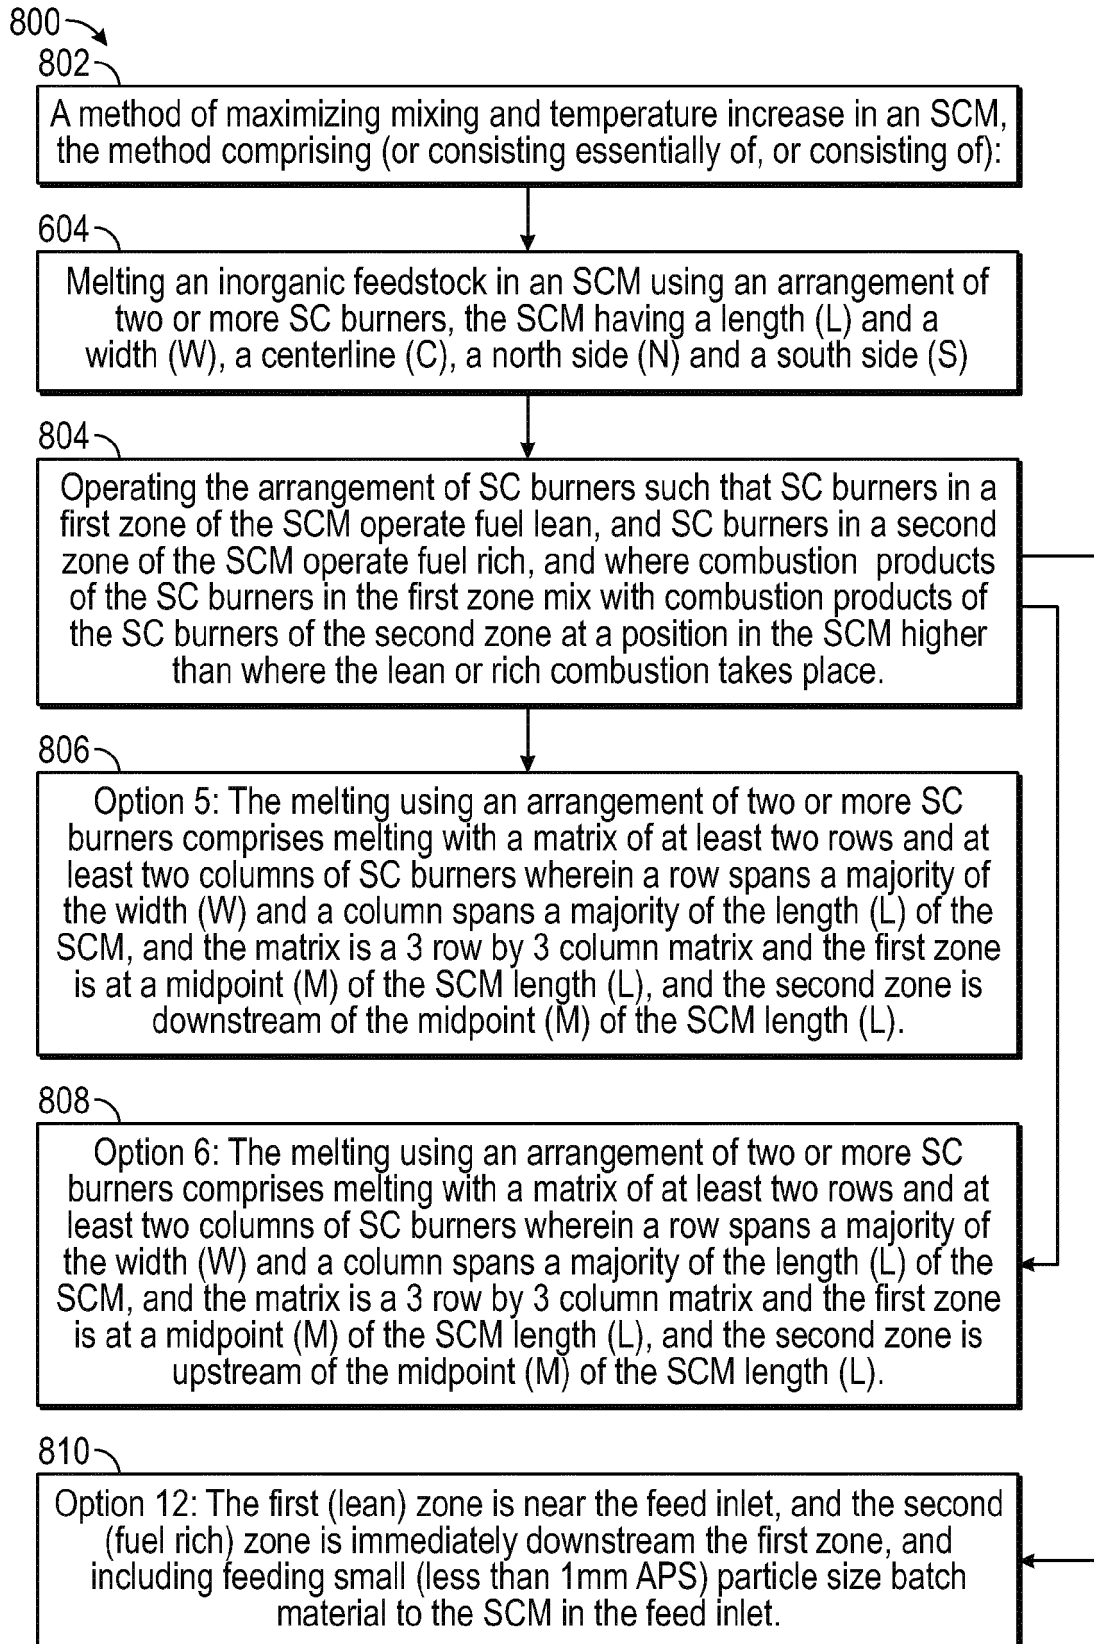 800
802
A method of maximizing mixing and temperature increase in an SCM,
the method comprising (or consisting essentially of, or consisting of):
604
Melting an inorganic feedstock in an SCM using an arrangement of
two or more SC burners, the SCM having a length (L) and a
width (W), a centerline (C), a north side (N) and a south side (S)
804
Operating the arrangement of SC burners such that SC burners in a
first zone of the SCM operate fuel lean, and SC burners in a second
zone of the SCM operate fuel rich, and where combustion products
of the SC burners in the first zone mix with combustion products of
the SC burners of the second zone at a position in the SCM higher
than where the lean or rich combustion takes place.
806
Option 5: The melting using an arrangement of two or more SC
burners comprises melting with a matrix of at least two rows and at
least two columns of SC burners wherein a row spans a majority of
the width (W) and a column spans a majority of the length (L) of the
SCM, and the matrix is a 3 row by 3 column matrix and the first zone
is at a midpoint (M) of the SCM length (L), and the second zone is
downstream of the midpoint (M) of the SCM length (L).
808
Option 6: The melting using an arrangement of two or more SC
burners comprises melting with a matrix of at least two rows and at
least two columns of SC burners wherein a row spans a majority of
the width (W) and a column spans a majority of the length (L) of the
SCM, and the matrix is a 3 row by 3 column matrix and the first zone
is at a midpoint (M) of the SCM length (L), and the second zone is
upstream of the midpoint (M) of the SCM length (L).
810
Option 12: The first (lean) zone is near the feed inlet, and the second
(fuel rich) zone is immediately downstream the first zone, and
including feeding small (less than 1mm APS) particle size batch
material to the SCM in the feed inlet.